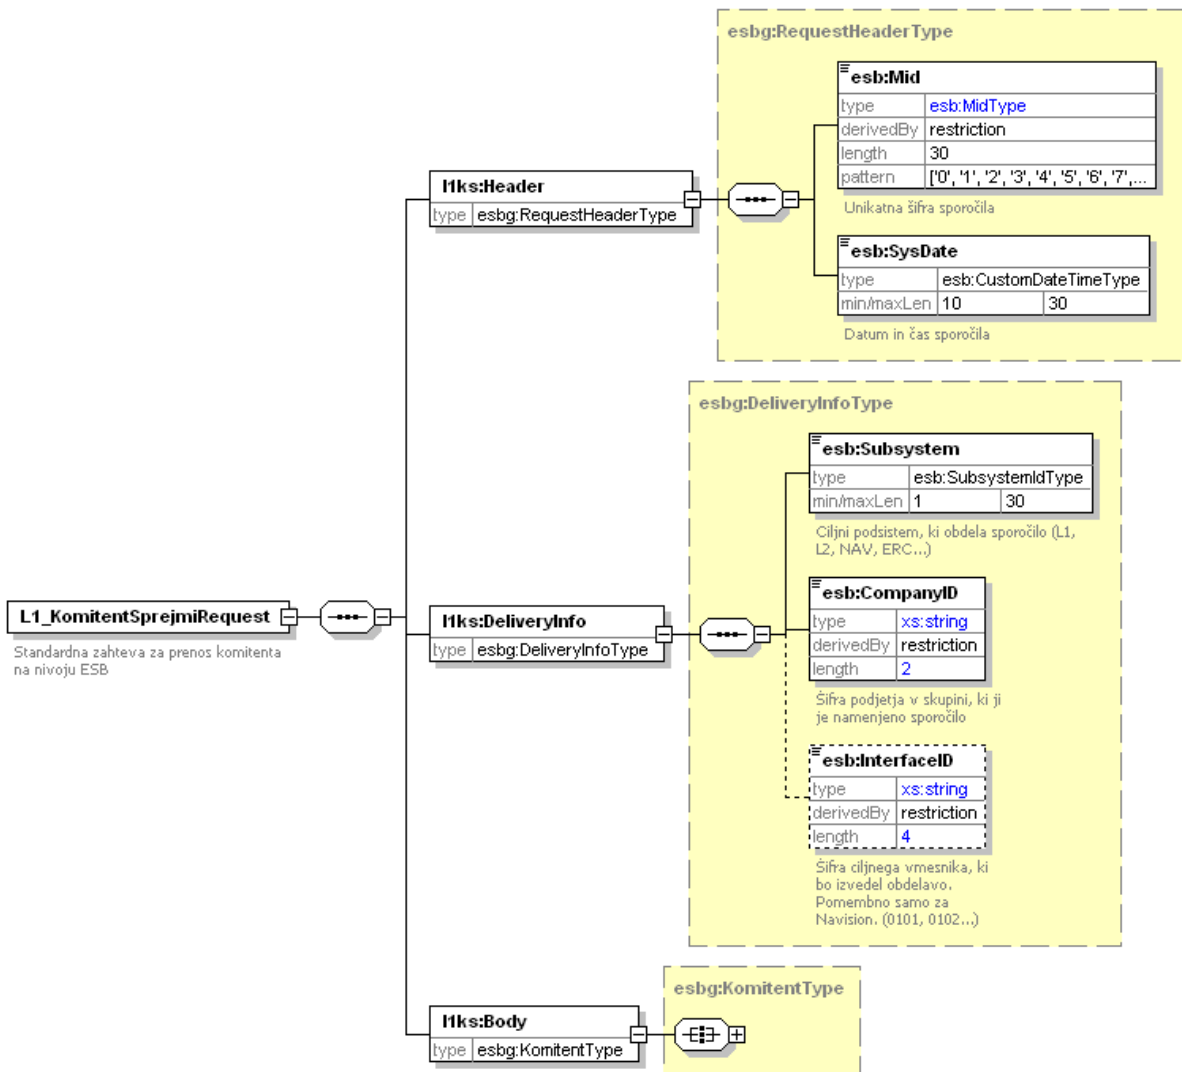 esbg:RequestHeaderType
esb:Mid
type esb:MidType
derivedBy restriction
length 30
pattern ['0', '1', '2', '3', '4', '5', '6', '7',...
Unikatna šifra sporočila
esb:SysDate
type esb:CustomDateTimeType
min/maxLen 10 30
Datum in čas sporočila
l1ks:Header
type esbg:RequestHeaderType
esbg:DeliveryInfoType
esb:Subsystem
type esb:SubsystemIdType
min/maxLen 1 30
Ciljni podsistem, ki obdela sporočilo (L1,
L2, NAV, ERC...)
esb:CompanyID
type xs:string
derivedBy restriction
length 2
Šifra podjetja v skupini, ki ji
je namenjeno sporočilo
esb:InterfaceID
type xs:string
derivedBy restriction
length 4
Šifra ciljnega vmesnika, ki
bo izvedel obdelavo.
Pomembno samo za
Navision. (0101, 0102...)
L1_KomitentSprejmiRequest
Standardna zahteva za prenos komitenta
na nivoju ESB
l1ks:DeliveryInfo
type esbg:DeliveryInfoType
esbg:KomitentType
l1ks:Body
type esbg:KomitentType